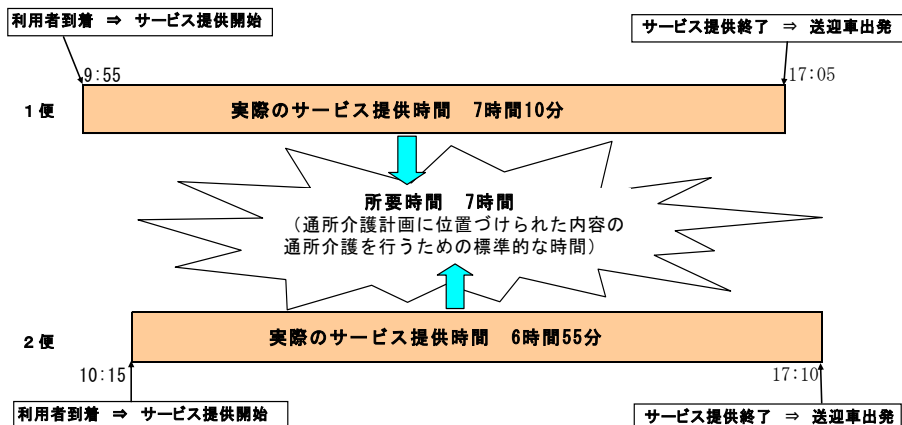 利用者到着 ⇒ サービス提供開始
サービス提供終了 ⇒ 送迎車出発
9:55
17:05
1便
実際のサービス提供時間 7時間10分
所要時間 7時間
(通所介護計画に位置づけられた内容の
通所介護を行うための標準的な時間)
2便
実際のサービス提供時間 6時間55分
10:15
17:10
利用者到着 ⇒ サービス提供開始
サービス提供終了 ⇒ 送迎車出発